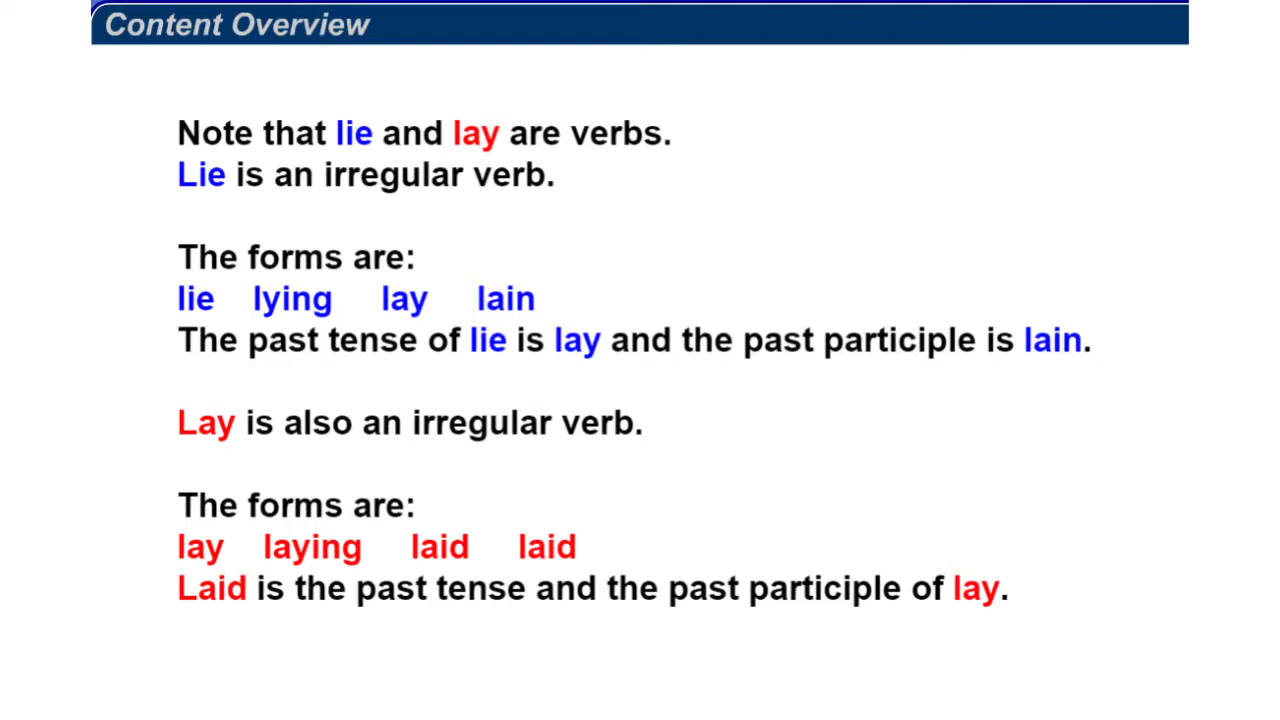 Content Overview
Note that lie and lay are verbs.
Lie is an irregular verb.
The forms are:
lie lying lay lain
The past tense of lie is lay and the past participle is lain.
Lay is also an irregular verb.
The forms are:
lay laying laid laid
Laid is the past tense and the past participle of lay.